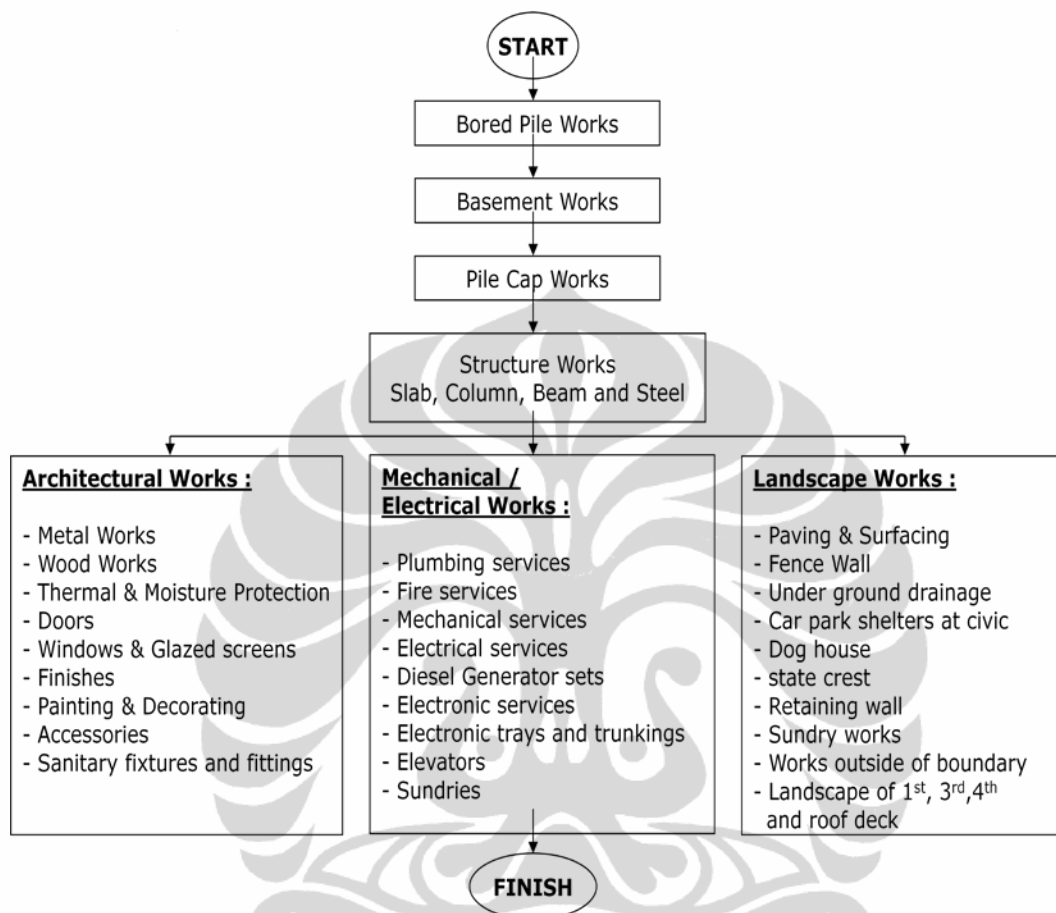 START
Bored Pile Works
Basement Works
Pile Cap Works
Structure Works
Slab, Column, Beam and Steel
Architectural Works :
- Metal Works
- Wood Works
- Thermal & Moisture Protection
- Doors
- Windows & Glazed screens
- Finishes
- Painting & Decorating
- Accessories
- Sanitary fixtures and fittings
Mechanical /
Electrical Works :
- Plumbing services
- Fire services
- Mechanical services
- Electrical services
- Diesel Generator sets
- Electronic services
- Electronic trays and trunkings
- Elevators
- Sundries
Landscape Works :
- Paving & Surfacing
- Fence Wall
- Under ground drainage
- Car park shelters at civic
- Dog house
- state crest
- Retaining wall
- Sundry works
- Works outside of boundary
- Landscape of 1st, 3rd,4th
and roof deck
FINISH